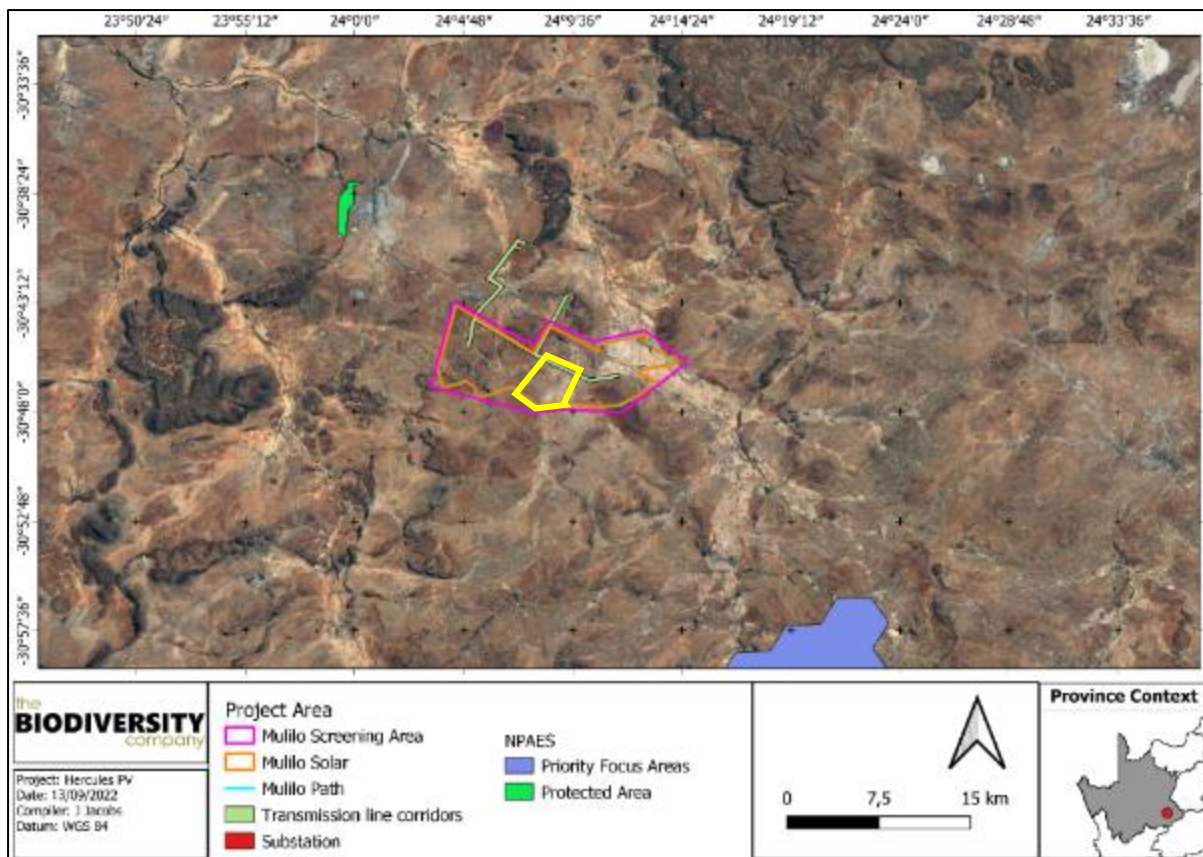 23°50'24" 23°55'12" 24°0'0" 24°4'48" 24°9'36" 24°14'24" 24°19'12" 24°24'0" 24°28'48" 24°33'36"
-30°33'36"
-30°38'24"
-30°43'12"
-30°48'0"
-30°52'48"
-30°57'36"
the
BIODIVERSITY
company
Project: Hercules PV
Date: 13/09/2022
Compiler: J Jacobs
Datum: WGS 84
Project Area
Mulilo Screening Area
Mulilo Solar
Mulilo Path
Transmission line corridors
Substation
NPAES
Priority Focus Areas
Protected Area
0 7,5 15 km
Province Context